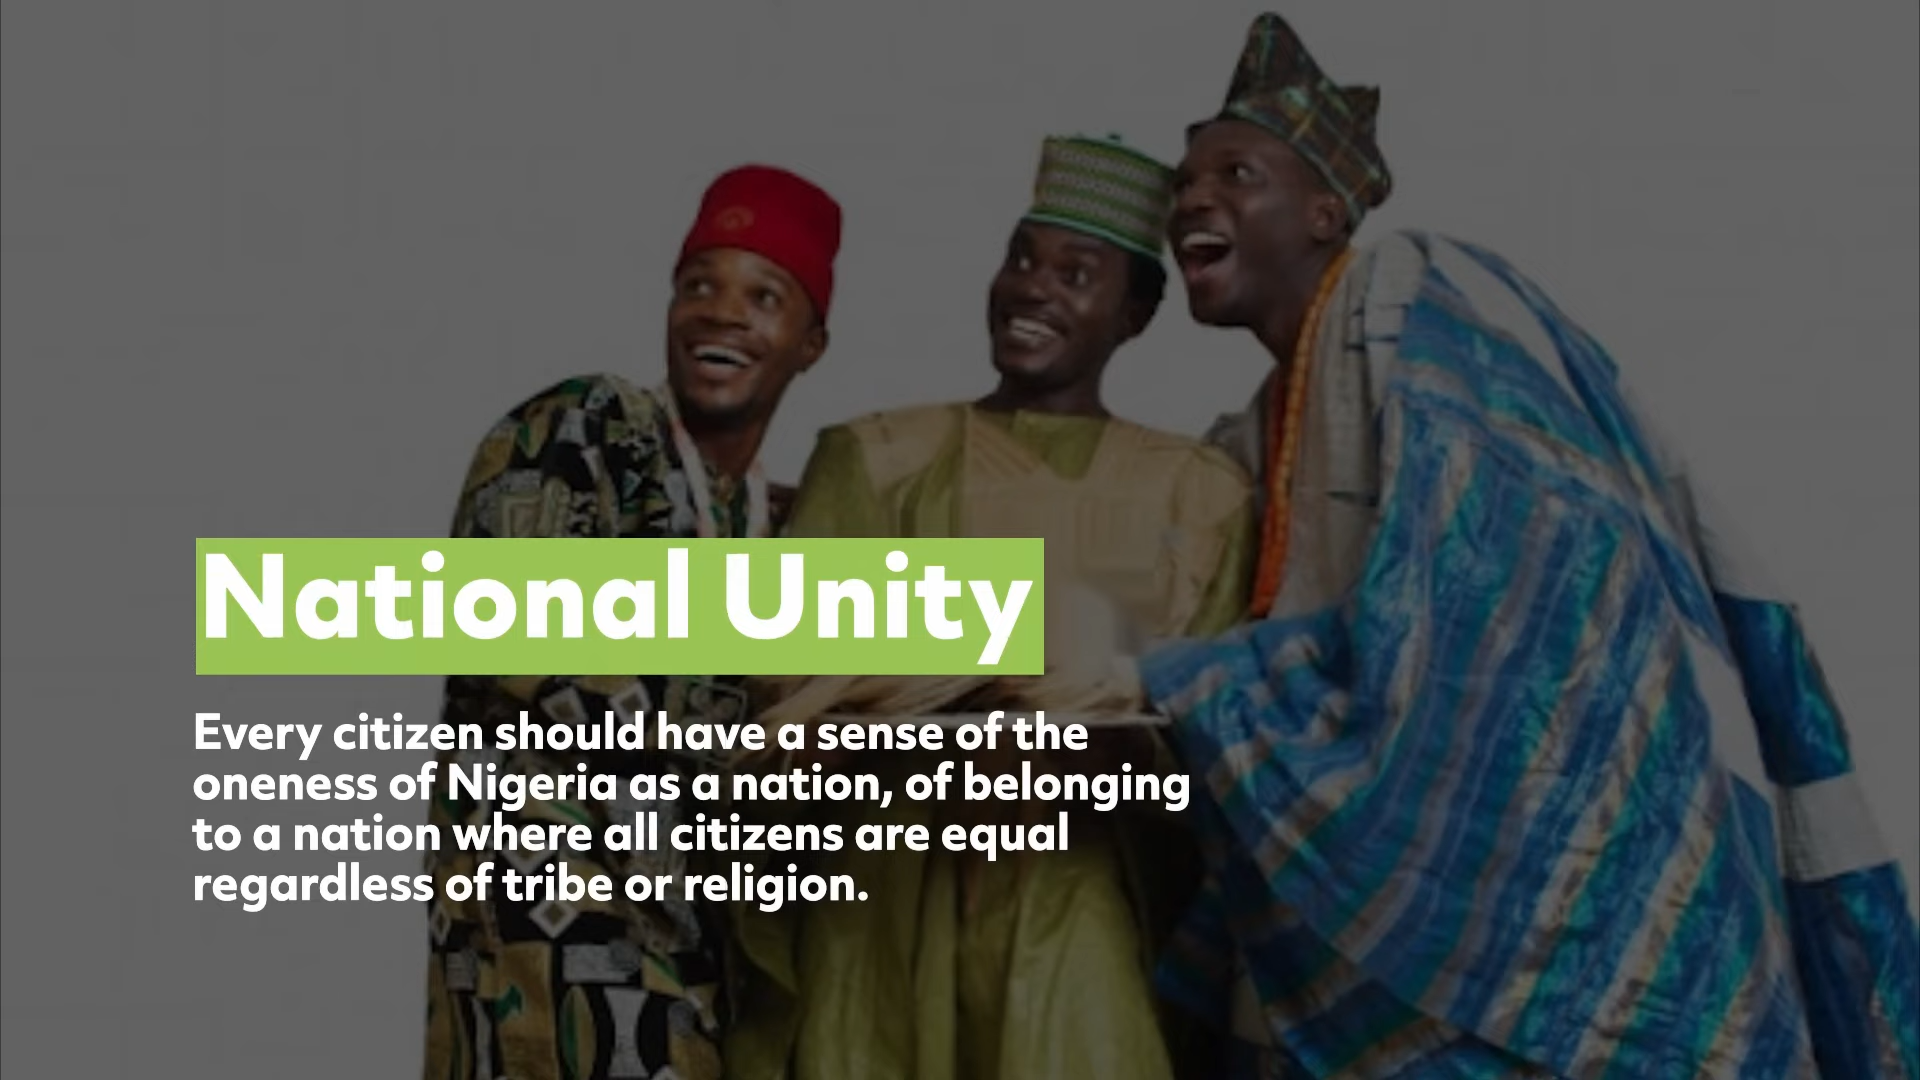 National Unity
Every citizen should have a sense of the
oneness of Nigeria as a nation, of belonging
to a nation where all citizens are equal
regardless of tribe or religion.